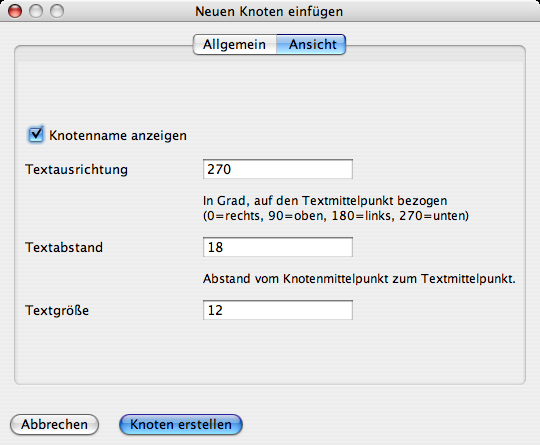 Neuen Knoten einfügen
Allgemein Ansicht
Knotenname anzeigen
Textausrichtung 270
In Grad, auf den Textmittelpunkt bezogen
(0=rechts, 90=oben, 180=links, 270=unten)
Textabstand 18
Abstand vom Knotenmittelpunkt zum Textmittelpunkt.
Textgröße 12
Abbrechen Knoten erstellen